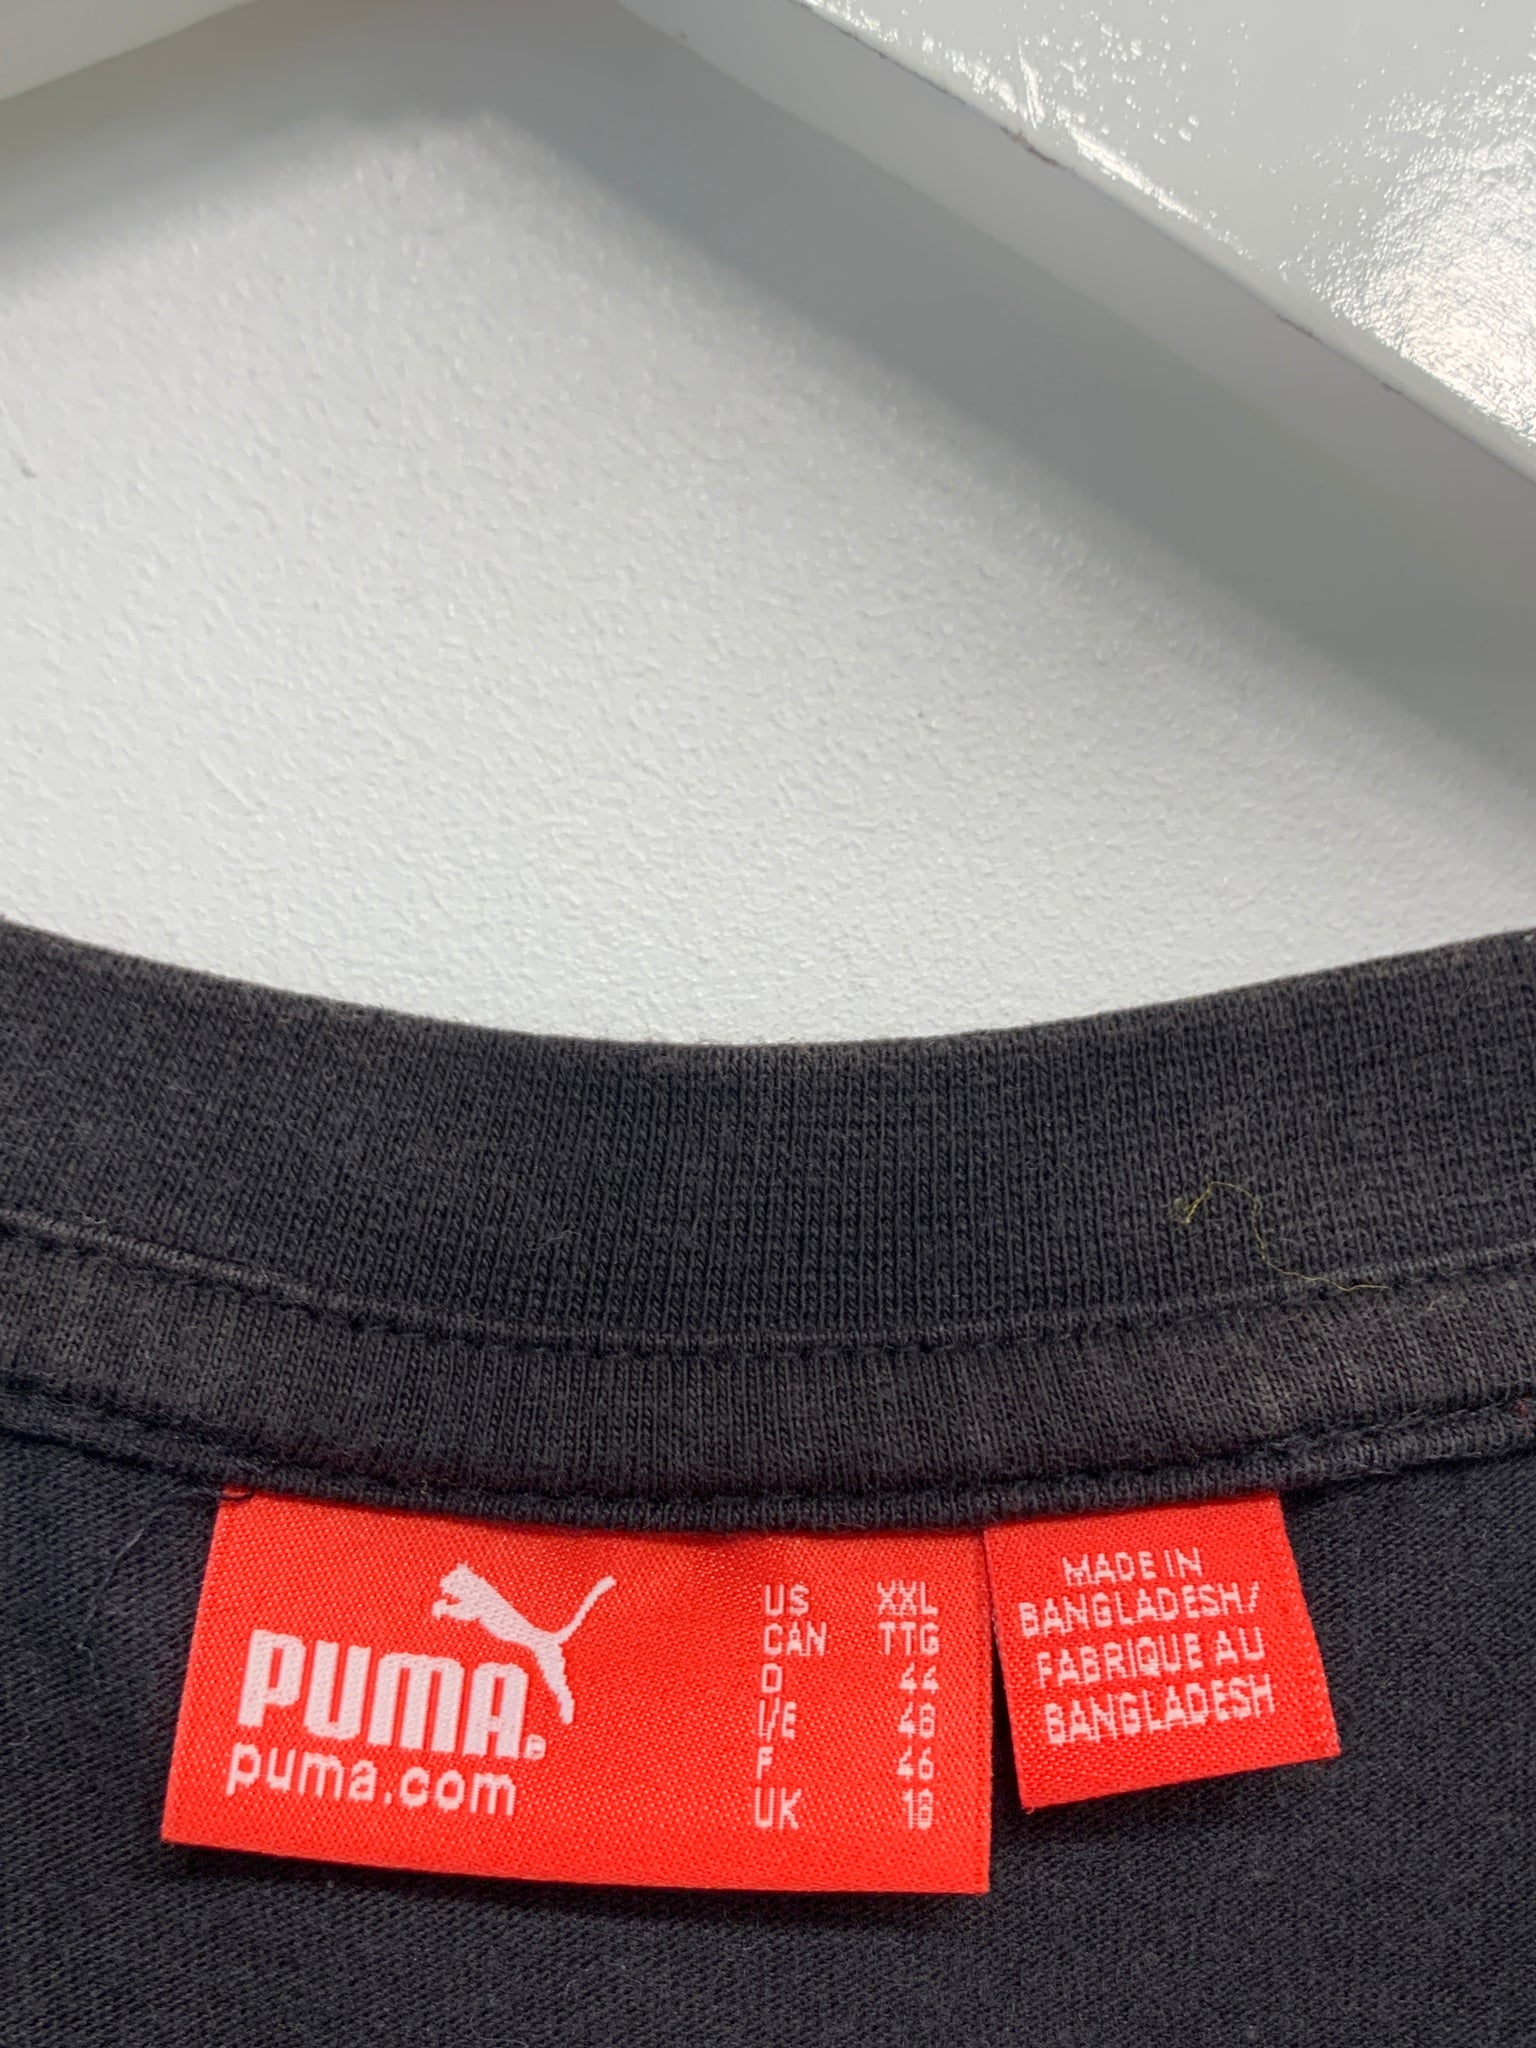 PUMA®
puma.com
US XXL
CAN TTG
D 44
I/E 48
F 46
UK 18
MADE IN
BANGLADESH/
FABRIQUE AU
BANGLADESH